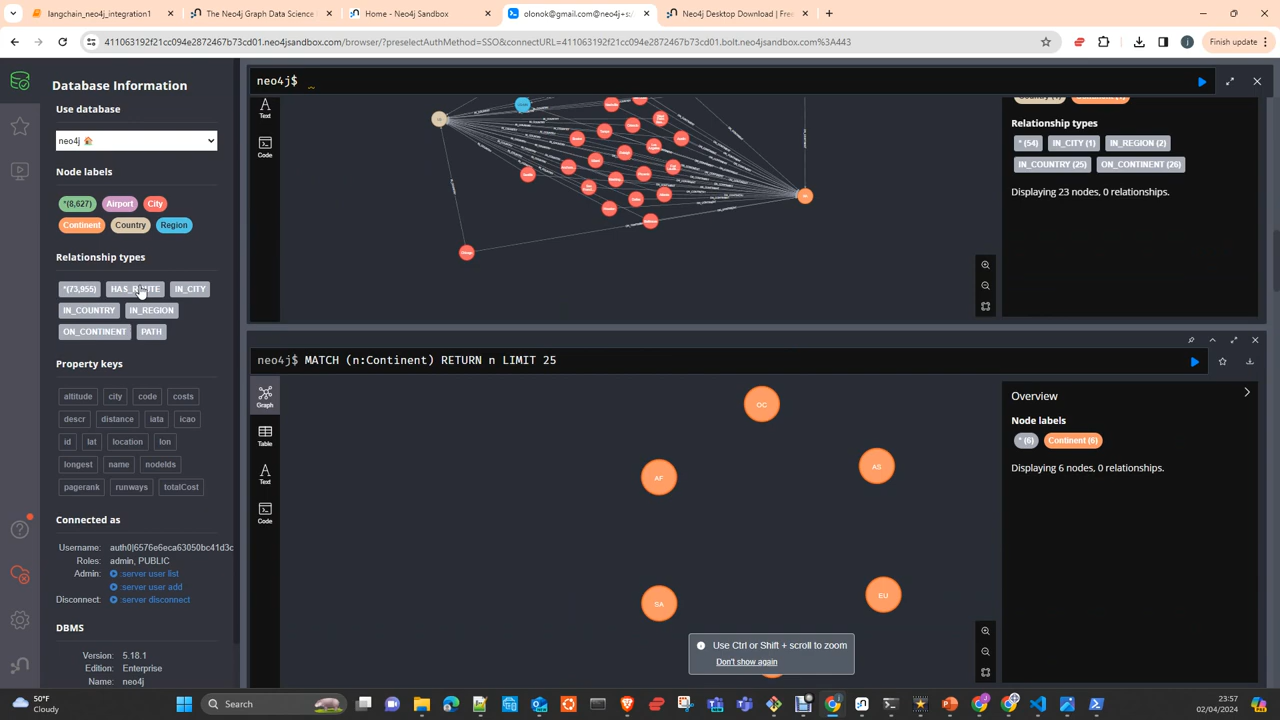 langchain_neo4j_integration1
The Neo4j Graph Data Science
Home - Neo4j Sandbox
olonok@gmail.com@neo4j+s:/
Neo4j Desktop Download | Free
411063192f21cc094e2872467b73cd01.neo4jsandbox.com/browser/?preselectAuthMethod=SSO&connectURL=411063192f21cc094e2872467b73cd01.bolt.neo4jsandbox.com%3A443
Finish update
Database Information
Use database
neo4j
Node labels
*(8,627) Airport City
Continent Country Region
Relationship types
*(73,955) HAS_ROUTE IN_CITY
IN_COUNTRY IN_REGION
ON_CONTINENT PATH
Property keys
altitude city code costs
descr distance iata icao
id lat location lon
longest name nodeIds
pagerank runways totalCost
Connected as
Username: auth0|6576e6eca63050bc41d3c
Roles: admin, PUBLIC
Admin: :server user list
:server user add
Disconnect: :server disconnect
DBMS
Version: 5.18.1
Edition: Enterprise
Name: neo4j
neo4j$ _
Text
Code
Relationship types
* (54) IN_CITY (1) IN_REGION (2)
IN_COUNTRY (25) ON_CONTINENT (26)
Displaying 23 nodes, 0 relationships.
neo4j$ MATCH (n:Continent) RETURN n LIMIT 25
Graph
Table
Text
Code
OC
AF
AS
SA
EU
Overview
Node labels
* (6) Continent (6)
Displaying 6 nodes, 0 relationships.
Use Ctrl or Shift + scroll to zoom
Don't show again
50°F
Cloudy
Search
23:57
02/04/2024